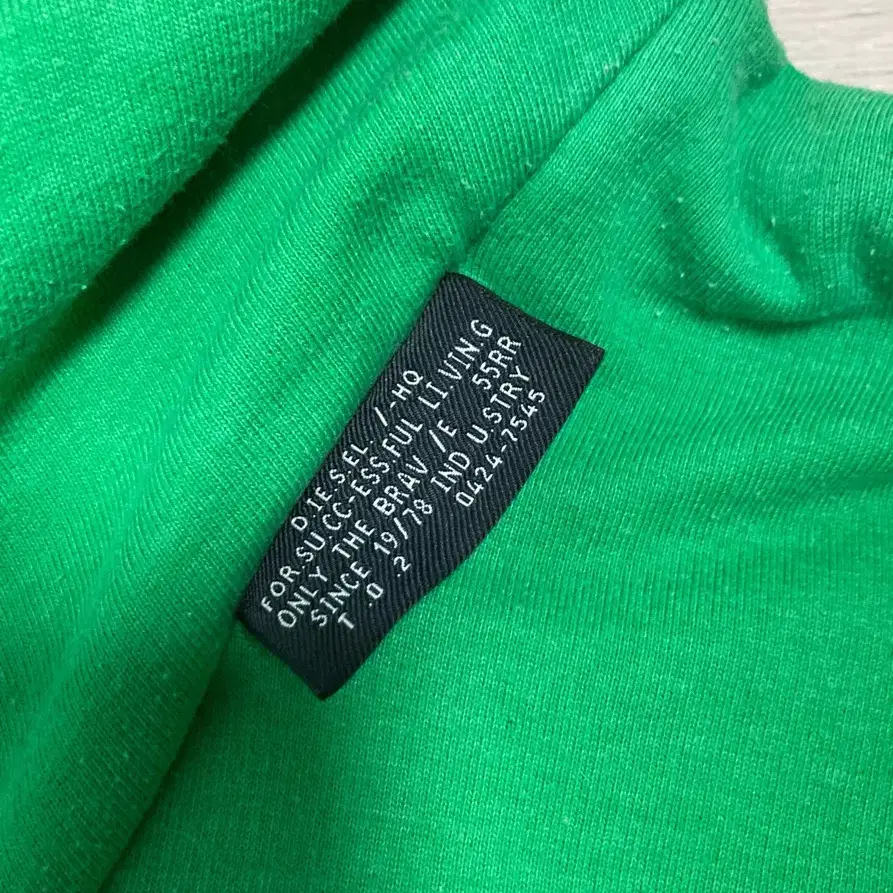 D.IE.S.EL. /-HQ
FOR.SU.CC-ESS.FUL LI VIN.G
ONLY THE BRAV /E 55RR
SINCE 19/78 IND U.STRY
T .0 .2 0424-7545